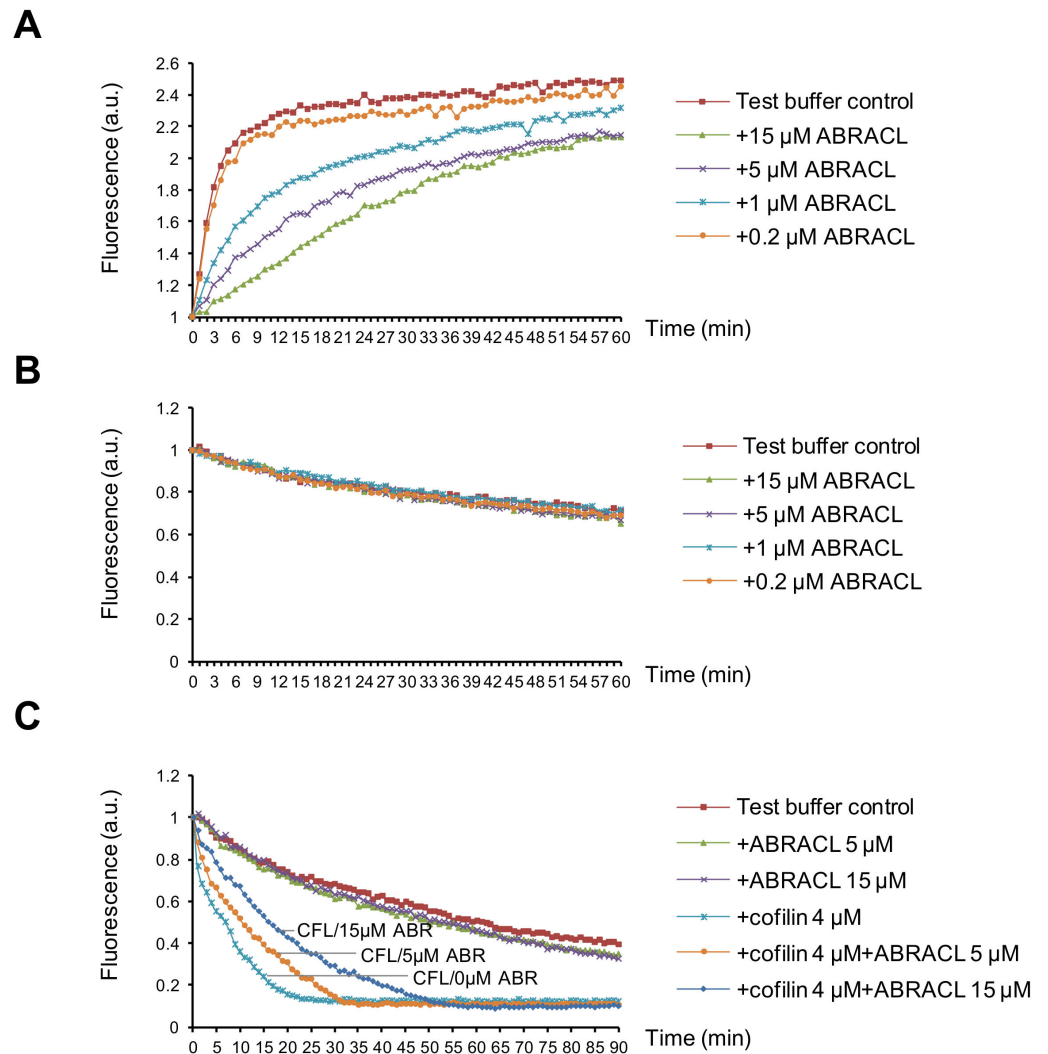 A
Fluorescence (a.u.)
2.6
2.4
2.2
2
1.8
1.6
1.4
1.2
1
0 3 6 9 12 15 18 21 24 27 30 33 36 39 42 45 48 51 54 57 60
Time (min)
Test buffer control
+15 µM ABRACL
+5 µM ABRACL
+1 µM ABRACL
+0.2 µM ABRACL
B
Fluorescence (a.u.)
1.2
1
0.8
0.6
0.4
0.2
0
0 3 6 9 12 15 18 21 24 27 30 33 36 39 42 45 48 51 54 57 60
Time (min)
Test buffer control
+15 µM ABRACL
+5 µM ABRACL
+1 µM ABRACL
+0.2 µM ABRACL
C
Fluorescence (a.u.)
1.2
1
0.8
0.6
0.4
0.2
0
CFL/15µM ABR
CFL/5µM ABR
CFL/0µM ABR
0 5 10 15 20 25 30 35 40 45 50 55 60 65 70 75 80 85 90
Time (min)
Test buffer control
+ABRACL 5 µM
+ABRACL 15 µM
+cofilin 4 µM
+cofilin 4 µM+ABRACL 5 µM
+cofilin 4 µM+ABRACL 15 µM